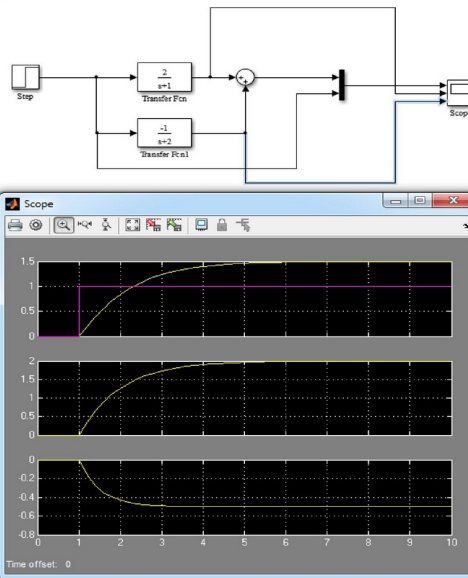 2
s+1
Transfer Fcn
Step
-1
s+2
Transfer Fcn1
Scop
Scope
1.5
1
0.5
0
2
1.5
1
0.5
0
0
-0.2
-0.4
-0.6
-0.8
0 1 2 3 4 5 6 7 8 9 10
Time offset: 0